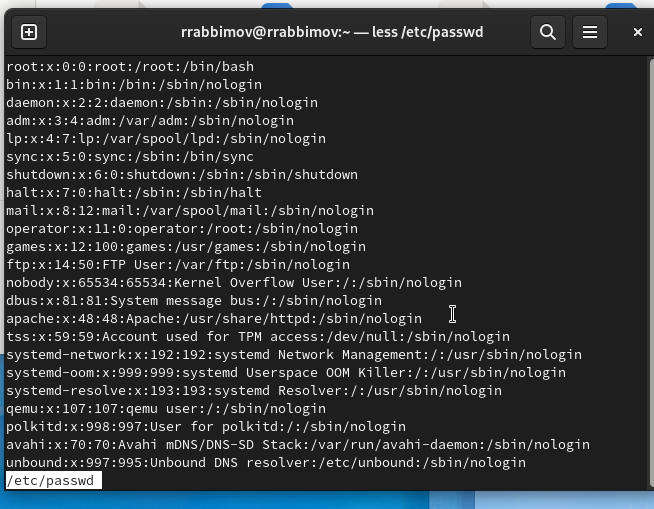 rrabbimov@rrabbimov:~ — less /etc/passwd
root:x:0:0:root:/root:/bin/bash
bin:x:1:1:bin:/bin:/sbin/nologin
daemon:x:2:2:daemon:/sbin:/sbin/nologin
adm:x:3:4:adm:/var/adm:/sbin/nologin
lp:x:4:7:lp:/var/spool/lpd:/sbin/nologin
sync:x:5:0:sync:/sbin:/bin/sync
shutdown:x:6:0:shutdown:/sbin:/sbin/shutdown
halt:x:7:0:halt:/sbin:/sbin/halt
mail:x:8:12:mail:/var/spool/mail:/sbin/nologin
operator:x:11:0:operator:/root:/sbin/nologin
games:x:12:100:games:/usr/games:/sbin/nologin
ftp:x:14:50:FTP User:/var/ftp:/sbin/nologin
nobody:x:65534:65534:Kernel Overflow User:/:/sbin/nologin
dbus:x:81:81:System message bus:/:/sbin/nologin
apache:x:48:48:Apache:/usr/share/httpd:/sbin/nologin
tss:x:59:59:Account used for TPM access:/dev/null:/sbin/nologin
systemd-network:x:192:192:systemd Network Management:/:/usr/sbin/nologin
systemd-oom:x:999:999:systemd Userspace OOM Killer:/:/usr/sbin/nologin
systemd-resolve:x:193:193:systemd Resolver:/:/usr/sbin/nologin
qemu:x:107:107:qemu user:/:/sbin/nologin
polkitd:x:998:997:User for polkitd:/:/sbin/nologin
avahi:x:70:70:Avahi mDNS/DNS-SD Stack:/var/run/avahi-daemon:/sbin/nologin
unbound:x:997:995:Unbound DNS resolver:/etc/unbound:/sbin/nologin
/etc/passwd